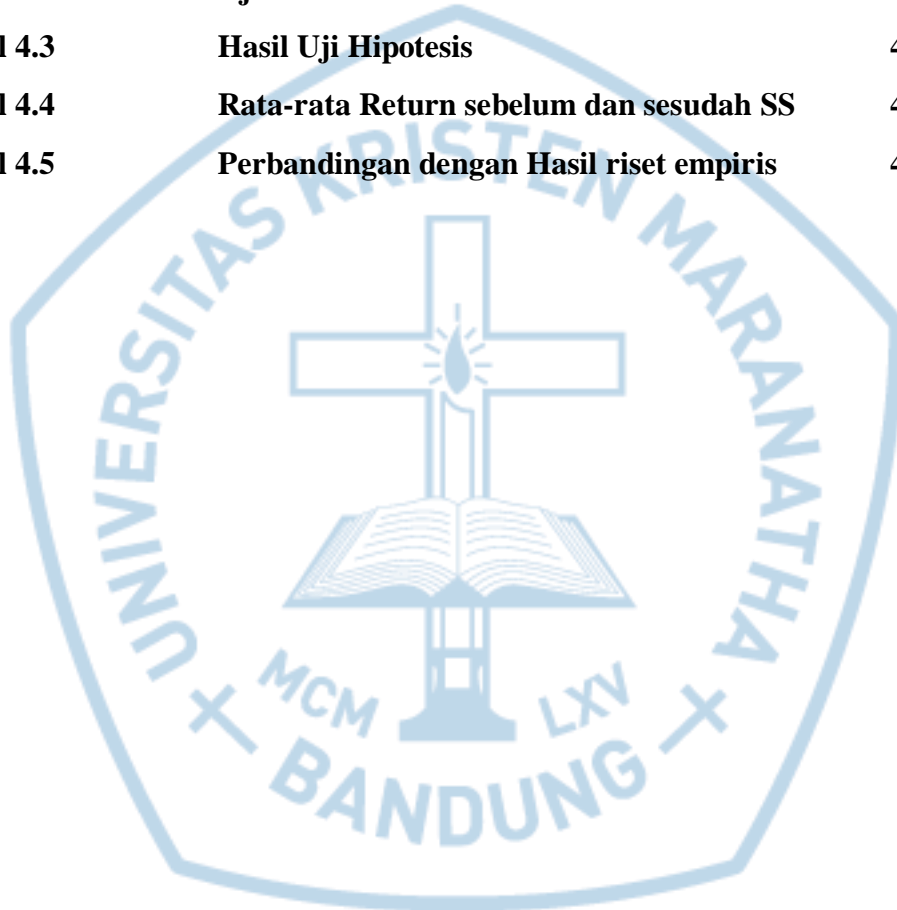 l 4.3 Hasil Uji Hipotesis 4
l 4.4 Rata-rata Return sebelum dan sesudah SS 4
l 4.5 Perbandingan dengan Hasil riset empiris 4
UNIVERSITAS KRISTEN MARANATHA
MCM LXV
BANDUNG